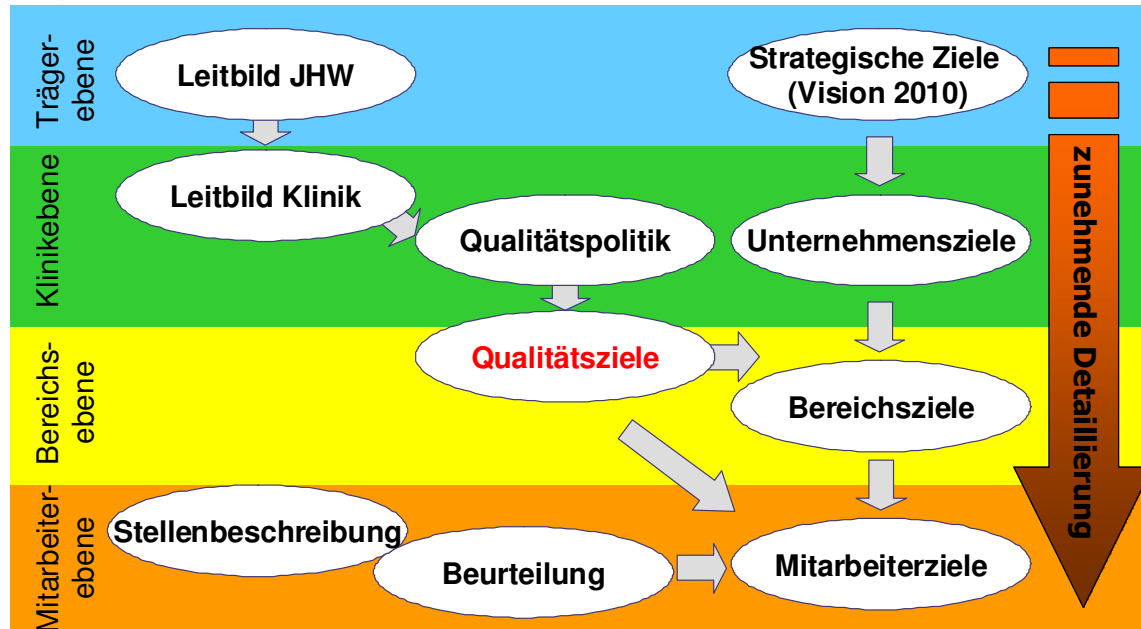 Träger-
ebene
Leitbild JHW
Strategische Ziele
(Vision 2010)
Klinikebene
Leitbild Klinik
Qualitätspolitik
Unternehmensziele
Bereichs-
ebene
Qualitätsziele
Bereichsziele
Mitarbeiter-
ebene
Stellenbeschreibung
Beurteilung
Mitarbeiterziele
zunehmende Detaillierung